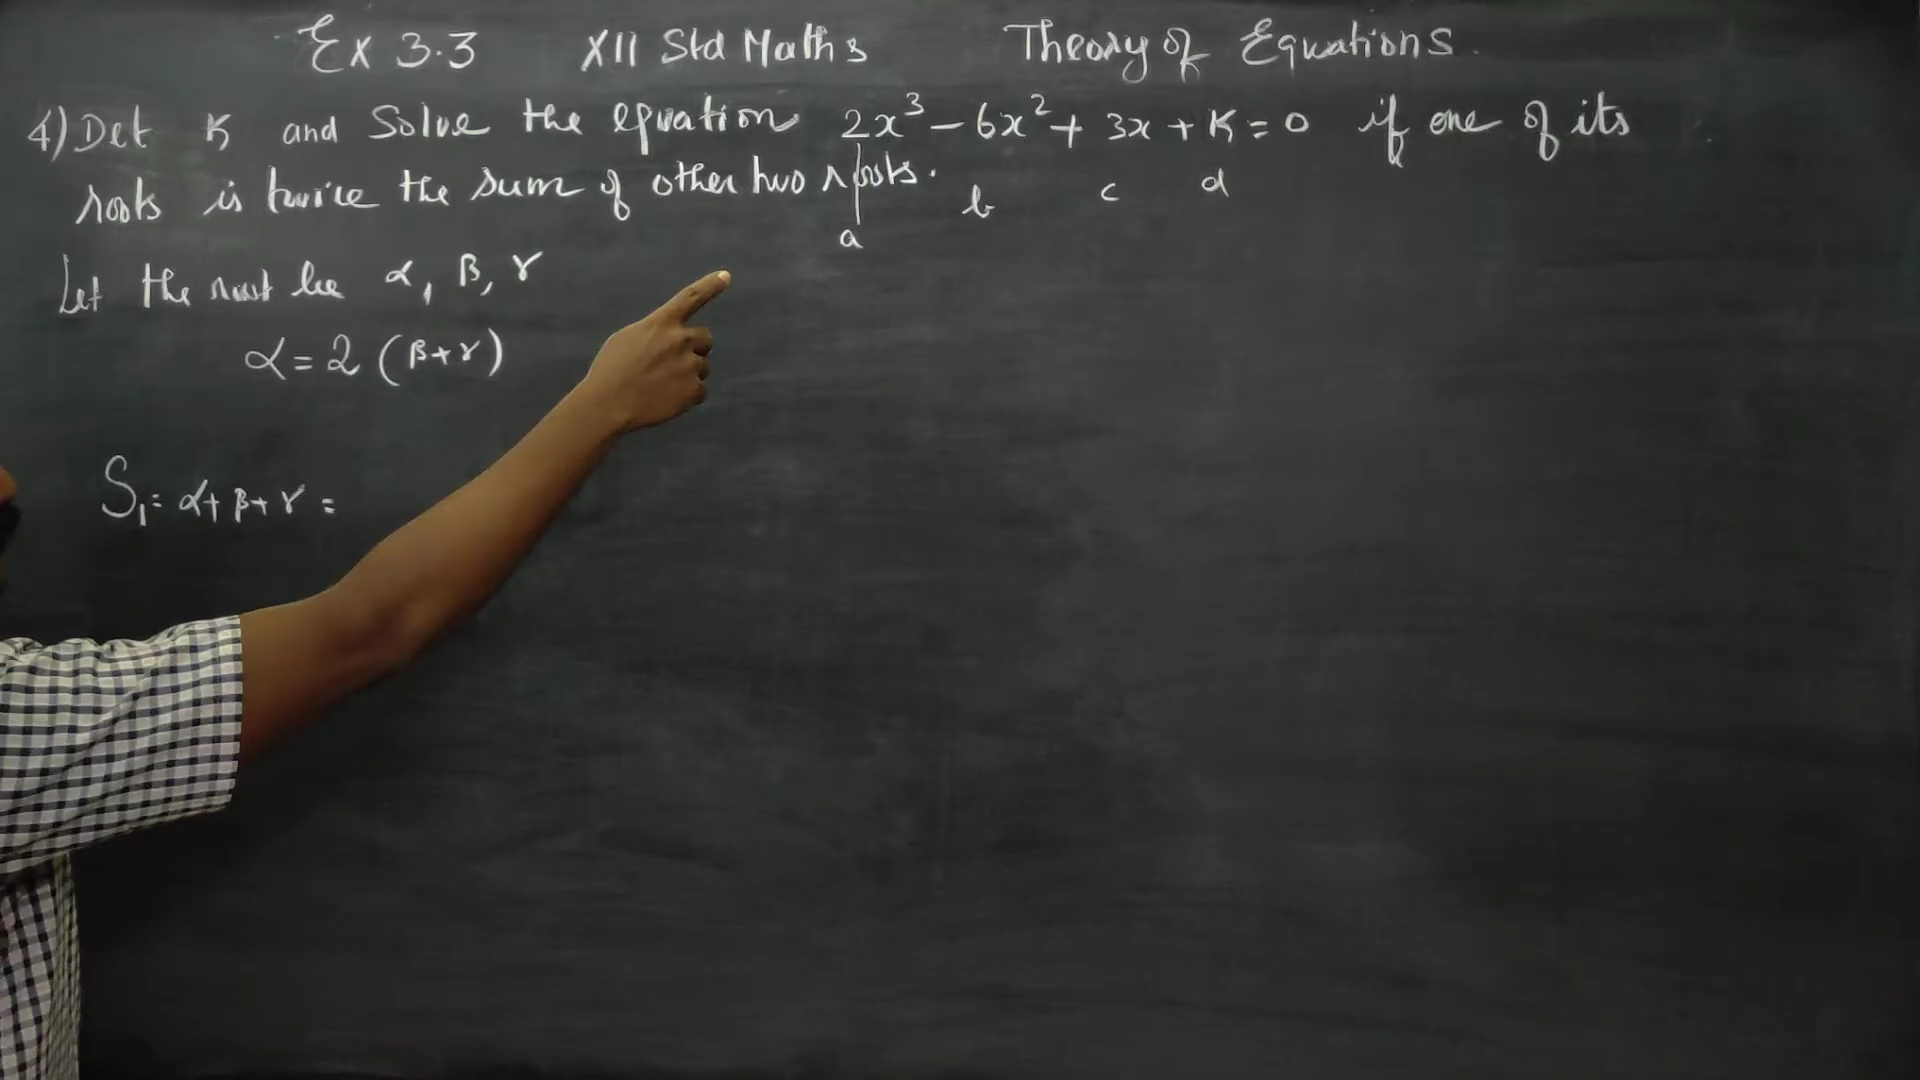 Ex 3.3 XII Std Maths Theory of Equations.
4) Det K and Solve the equation 2x³ – 6x² + 3x + K = 0 if one of its
roots is twice the sum of other two roots.
a b c d
Let the root be α, β, γ
α = 2 (β+γ)
S₁ = α+ β+ γ =